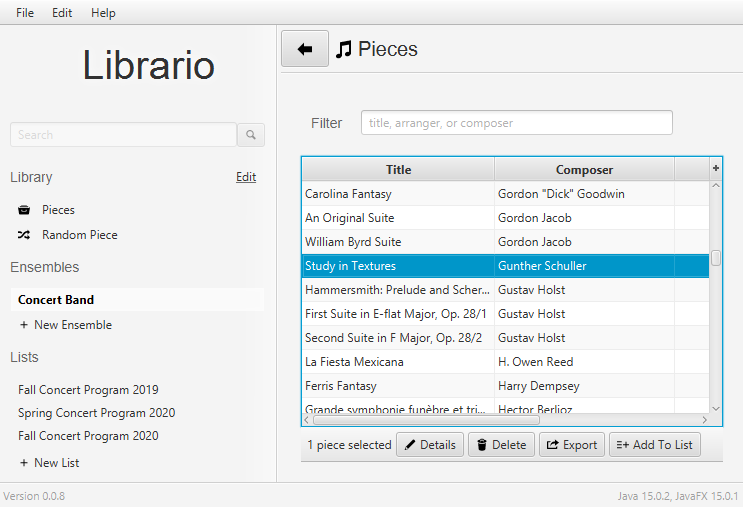 File Edit Help
Librario
Search
Library Edit
Pieces
Random Piece
Ensembles
Concert Band
+ New Ensemble
Lists
Fall Concert Program 2019
Spring Concert Program 2020
Fall Concert Program 2020
+ New List
Pieces
Filter title, arranger, or composer
Title Composer +
Carolina Fantasy Gordon "Dick" Goodwin
An Original Suite Gordon Jacob
William Byrd Suite Gordon Jacob
Study in Textures Gunther Schuller
Hammersmith: Prelude and Scher... Gustav Holst
First Suite in E-flat Major, Op. 28/1 Gustav Holst
Second Suite in F Major, Op. 28/2 Gustav Holst
La Fiesta Mexicana H. Owen Reed
Ferris Fantasy Harry Dempsey
Grande symphonie funèbre et tri... Hector Berlioz
1 piece selected Details Delete Export Add To List
Version 0.0.8 Java 15.0.2, JavaFX 15.0.1